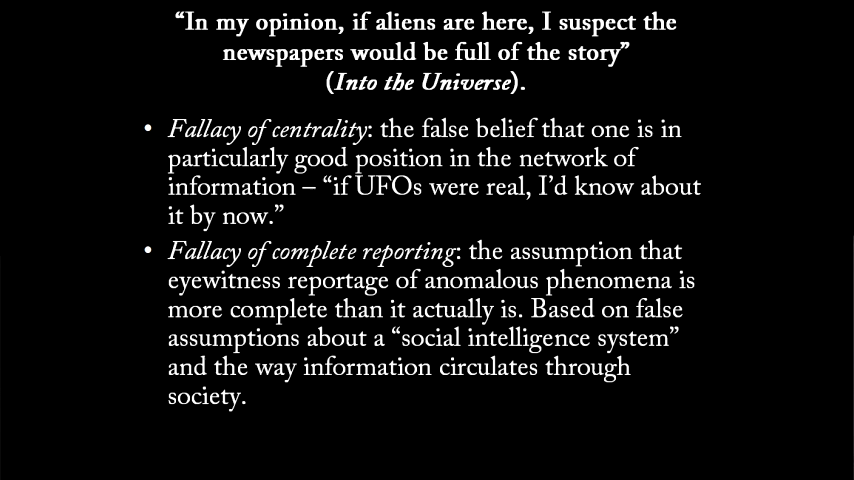 “In my opinion, if aliens are here, I suspect the
newspapers would be full of the story”
(Into the Universe).
• Fallacy of centrality: the false belief that one is in
particularly good position in the network of
information – “if UFOs were real, I’d know about
it by now.”
• Fallacy of complete reporting: the assumption that
eyewitness reportage of anomalous phenomena is
more complete than it actually is. Based on false
assumptions about a “social intelligence system”
and the way information circulates through
society.